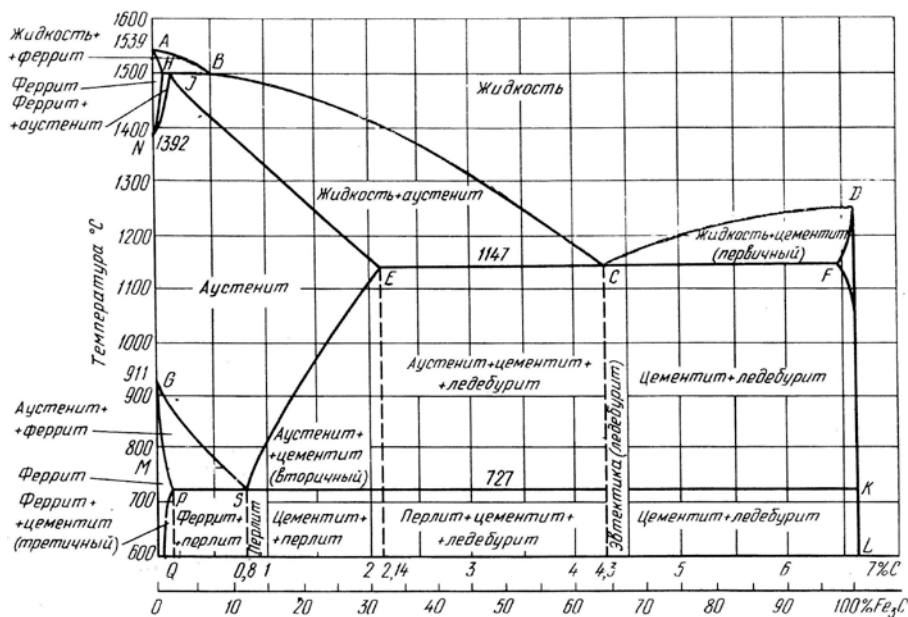 1600
1539
Жидкость+
+феррит
A
H
B
1500
J
Феррит
Феррит+
+аустенит
Жидкость
1400
N
1392
1300
Жидкость+аустенит
D
1200
Жидкость+цементит
(первичный)
1147
E
C
F
1100
Аустенит
Температура °С
1000
911
G
900
Аустенит+цементит+
+ледебурит
Цементит+ледебурит
Аустенит+
+феррит
800
Аустенит+
+цементит
(вторичный)
Эвтектика (ледебурит)
M
727
Феррит
P
S
K
700
Феррит+
+цементит
(третичный)
Феррит+
+перлит
Перлит
Цементит+
+перлит
Перлит+цементит+
+ледебурит
Цементит+ледебурит
600
L
Q
0,8
1
2
2,14
3
4
4,3
5
6
7%C
0
10
20
30
40
50
60
70
80
90
100%Fe₃C